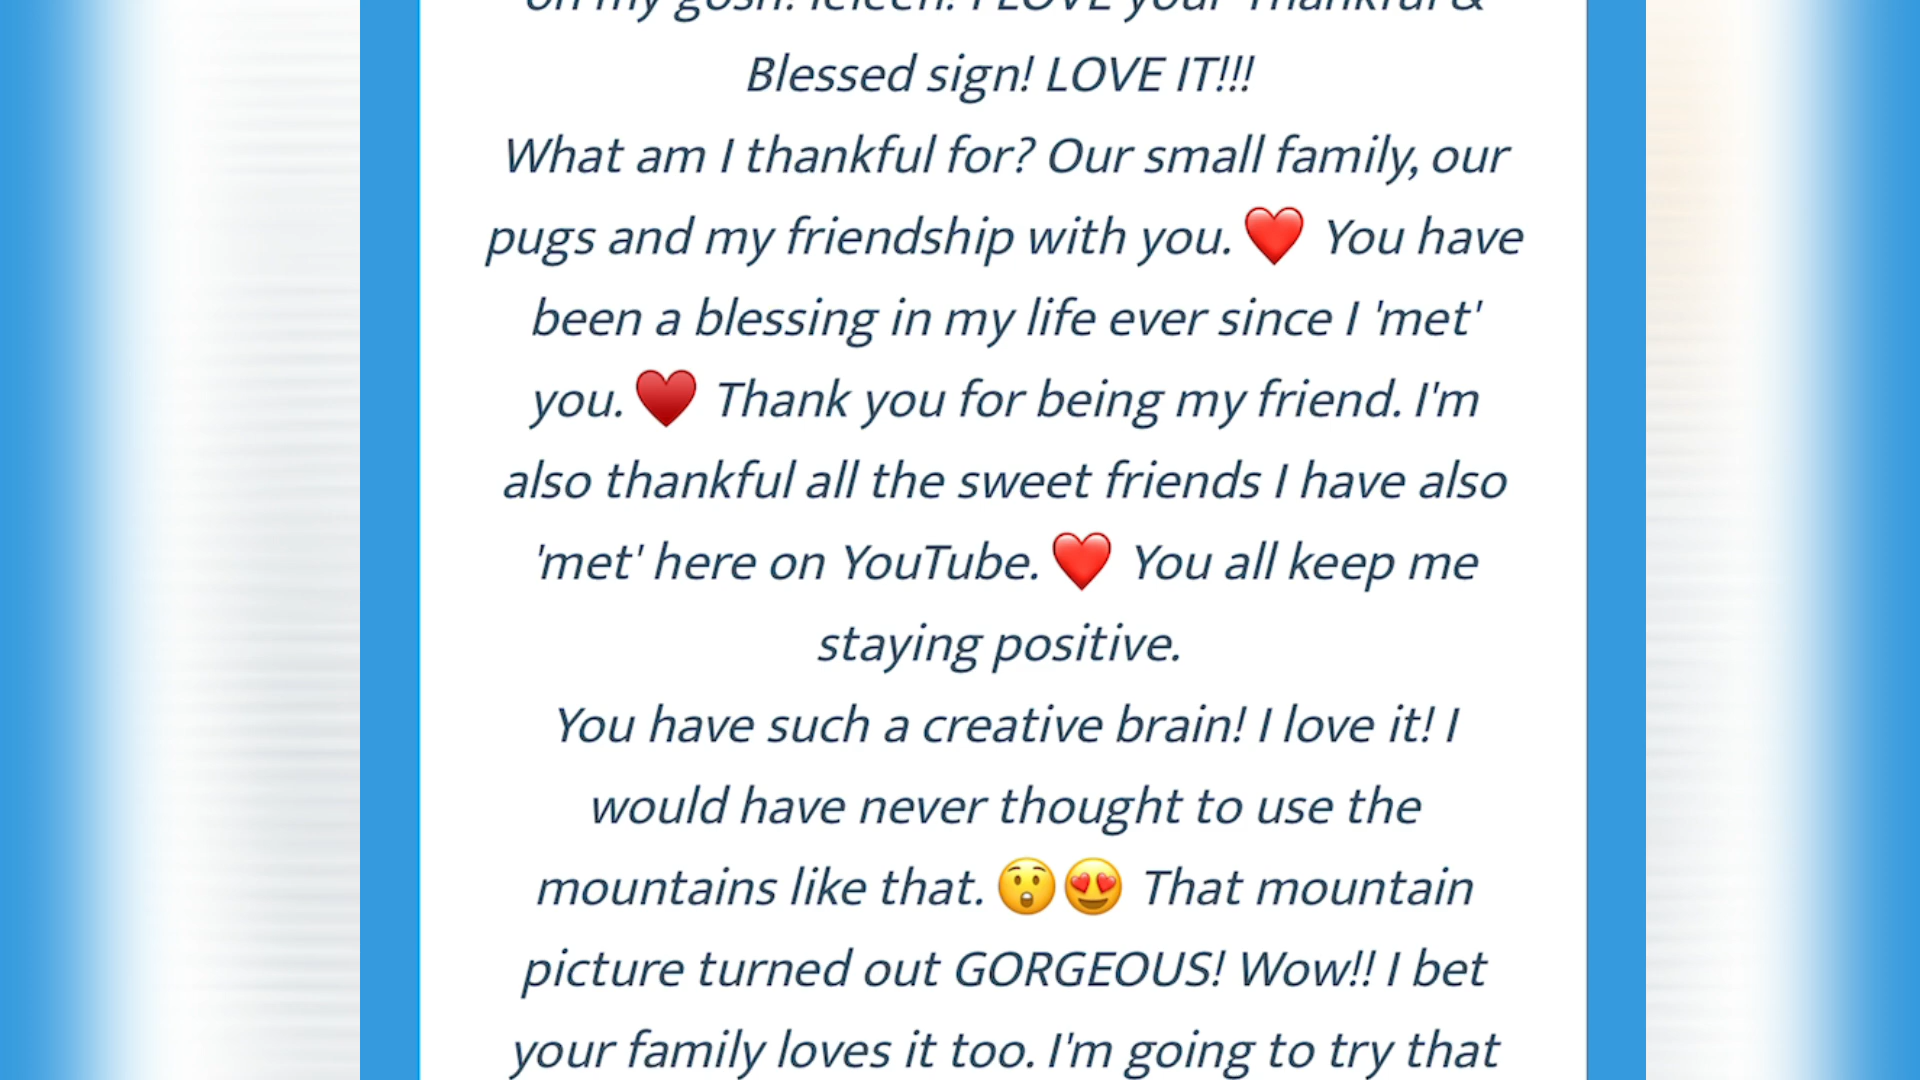 your Thankful &
Blessed sign! LOVE IT!!!
What am I thankful for? Our small family, our
pugs and my friendship with you. ❤️ You have
been a blessing in my life ever since I 'met'
you. ♥️ Thank you for being my friend. I'm
also thankful all the sweet friends I have also
'met' here on YouTube. ❤️ You all keep me
staying positive.
You have such a creative brain! I love it! I
would have never thought to use the
mountains like that. 😲😍 That mountain
picture turned out GORGEOUS! Wow!! I bet
your family loves it too. I'm going to try that